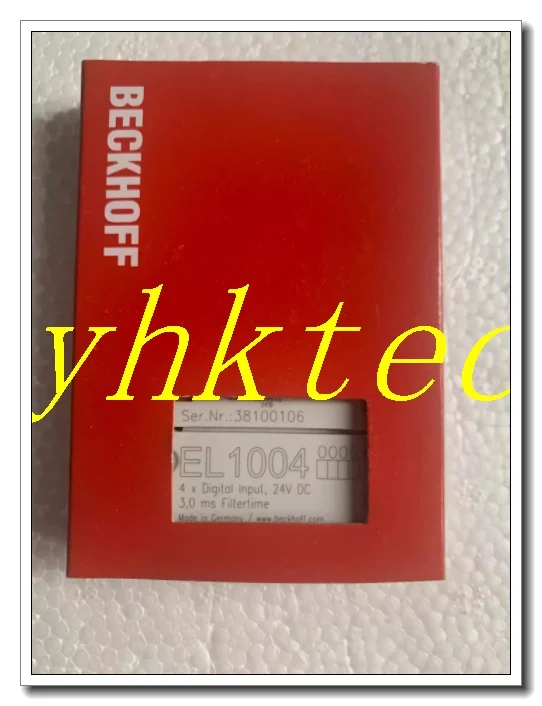 BECKHOFF
yhktec
Ser.Nr.:38100106
EL1004
4 x Digital Input, 24V DC
3,0 ms Filtertime
Made in Germany / www.beckhoff.com